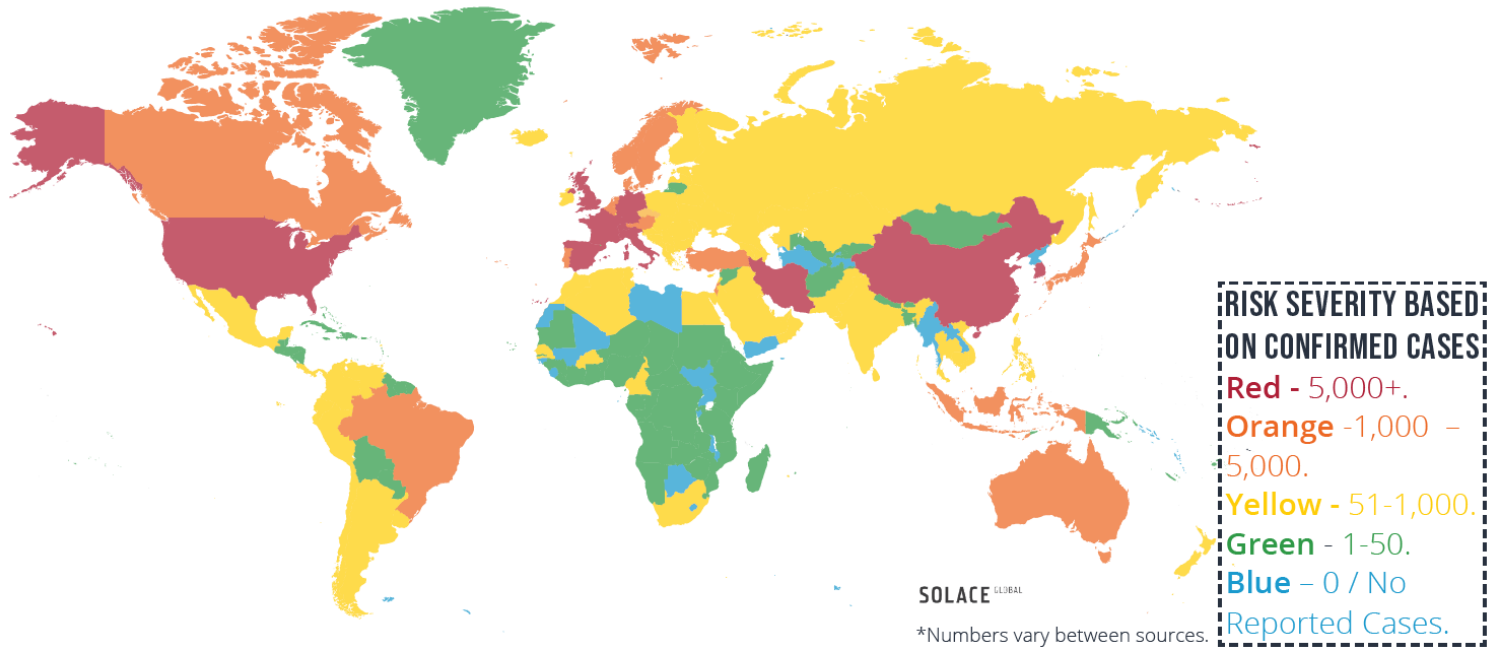 RISK SEVERITY BASED
ON CONFIRMED CASES
Red - 5,000+.
Orange -1,000 –
5,000.
Yellow - 51-1,000.
Green - 1-50.
Blue – 0 / No
Reported Cases.
SOLACE GLOBAL
*Numbers vary between sources.